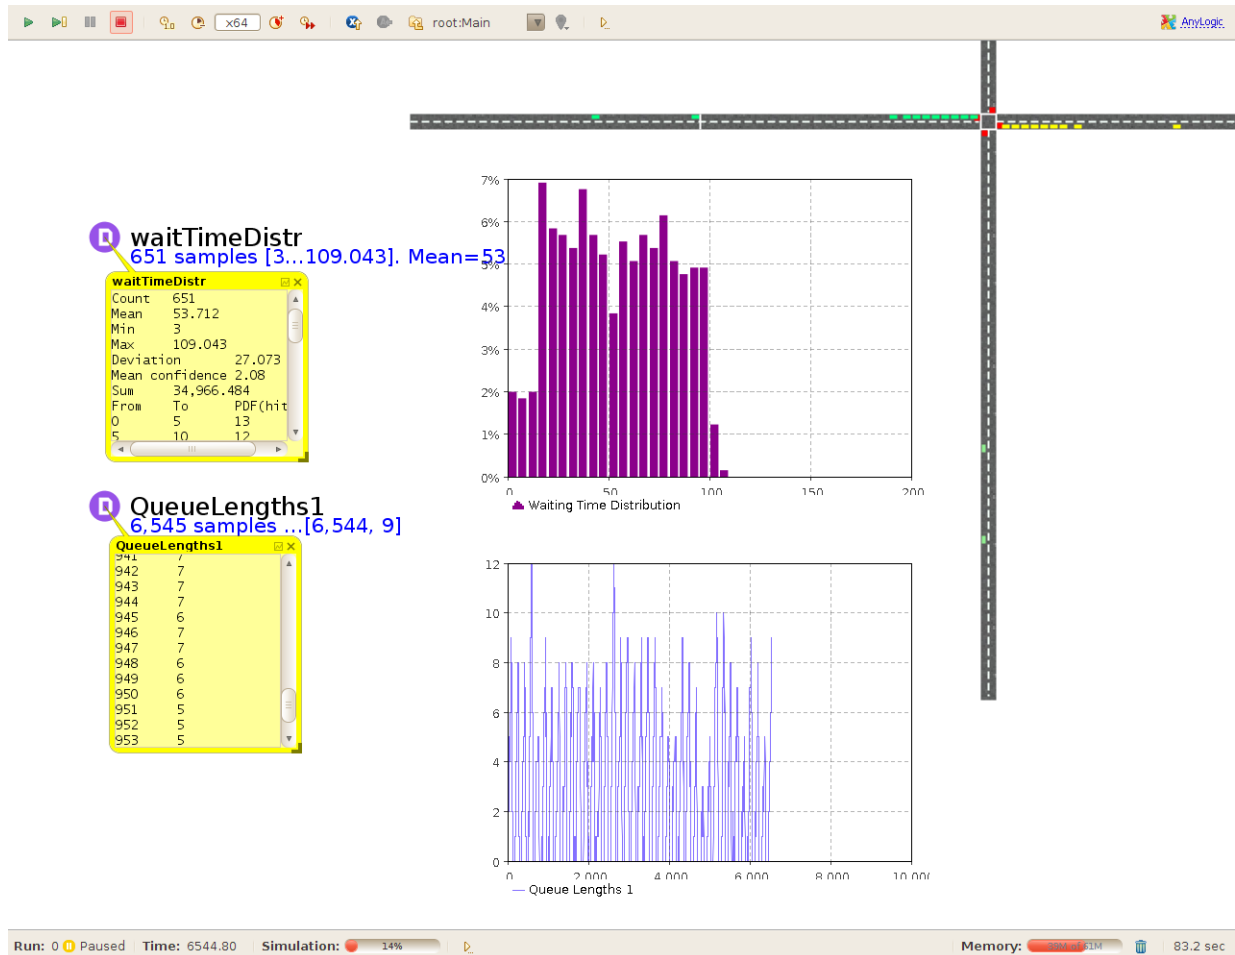 x64 root:Main AnyLogic
waitTimeDistr
651 samples [3...109.043]. Mean=53
waitTimeDistr
Count 651
Mean 53.712
Min 3
Max 109.043
Deviation 27.073
Mean confidence 2.08
Sum 34,966.484
From To PDF(hit
0 5 13
5 10 12
7%
6%
5%
4%
3%
2%
1%
0%
0 50 100 150 200
Waiting Time Distribution
QueueLengths1
6,545 samples ...[6,544, 9]
QueueLengths1
941 7
942 7
943 7
944 7
945 6
946 7
947 7
948 6
949 6
950 6
951 5
952 5
953 5
12
10
8
6
4
2
0
0 2 000 4 000 6 000 8 000 10 00(
Queue Lengths 1
Run: 0 Paused Time: 6544.80 Simulation: 14% Memory: 83.2 sec